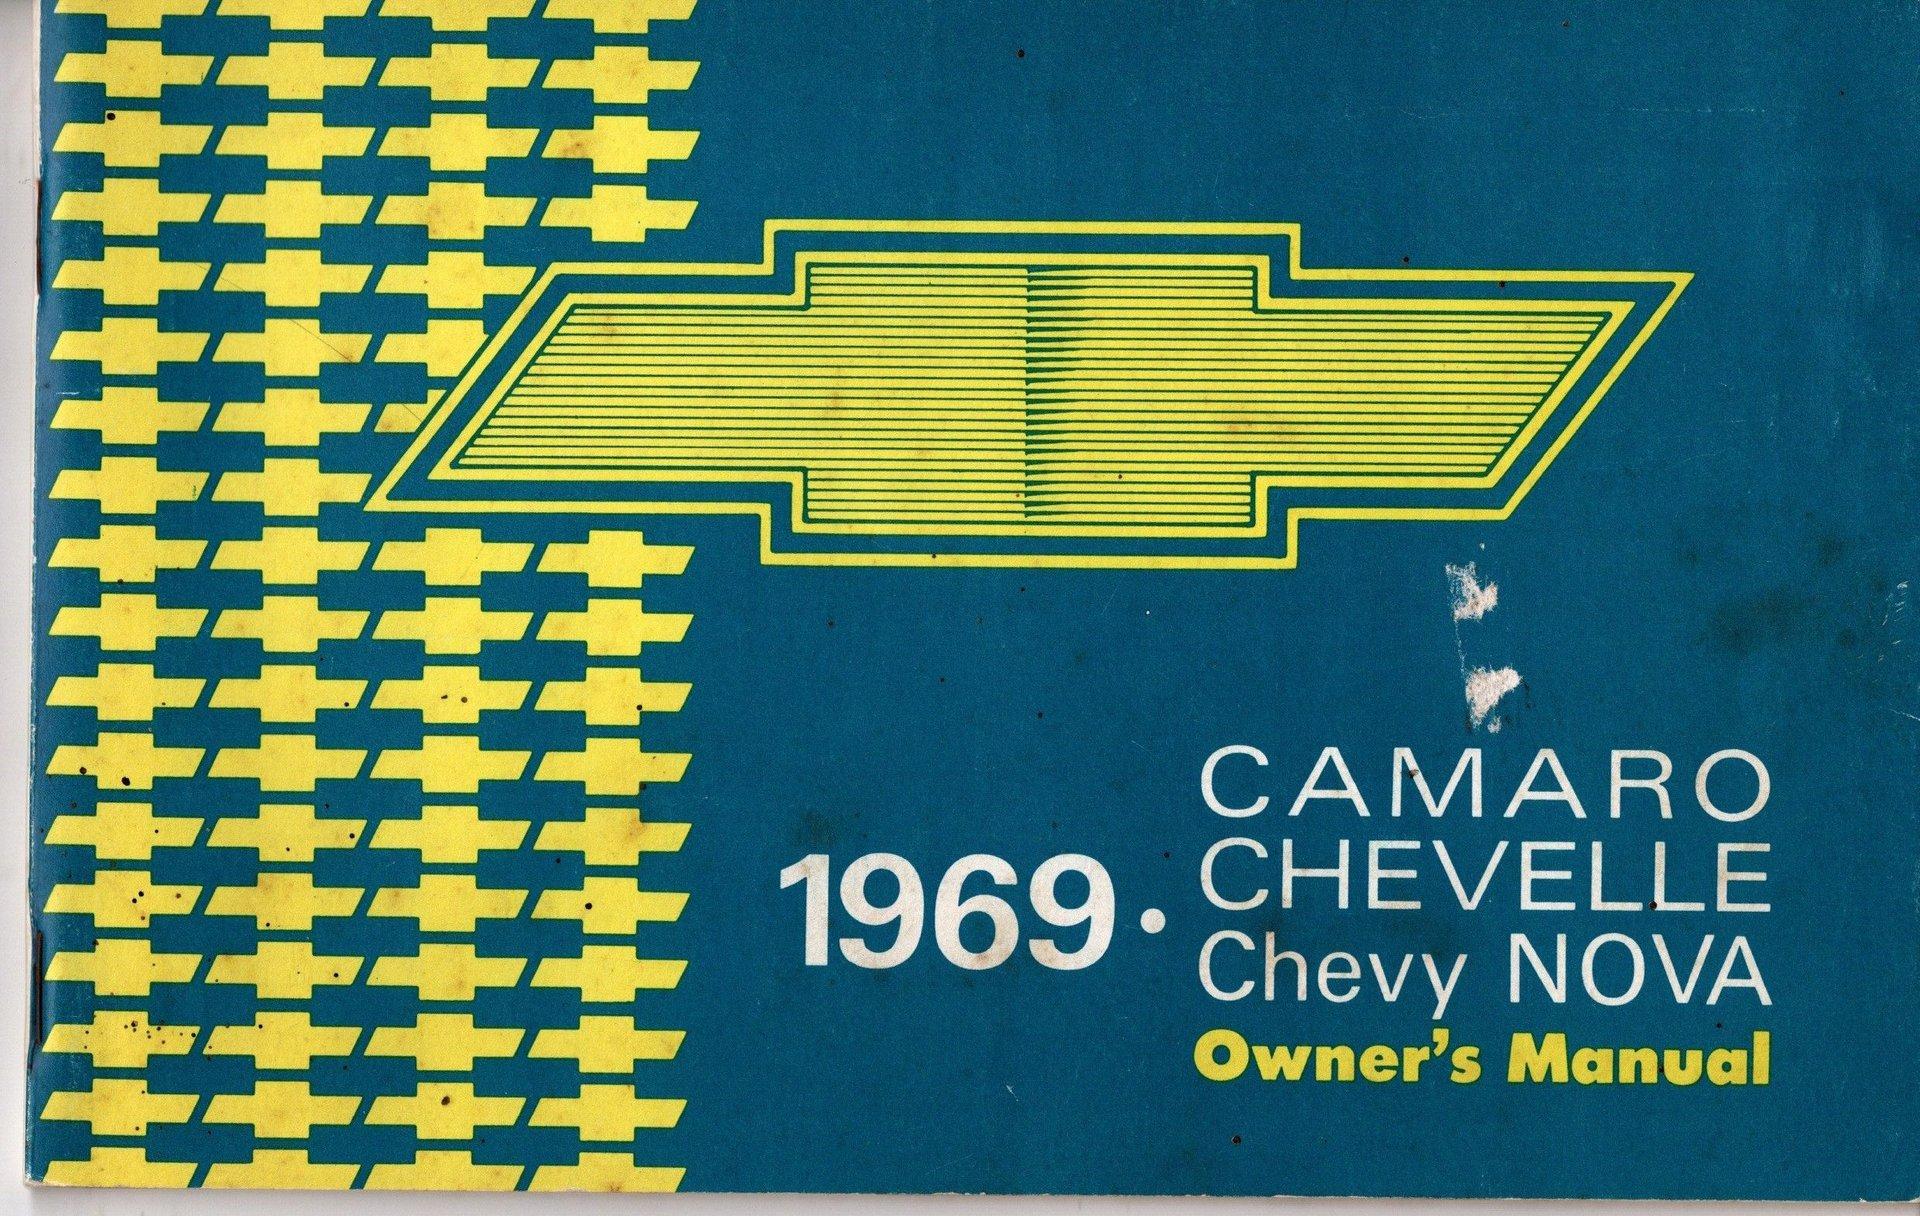 1969 • CAMARO
CHEVELLE
Chevy NOVA
Owner's Manual